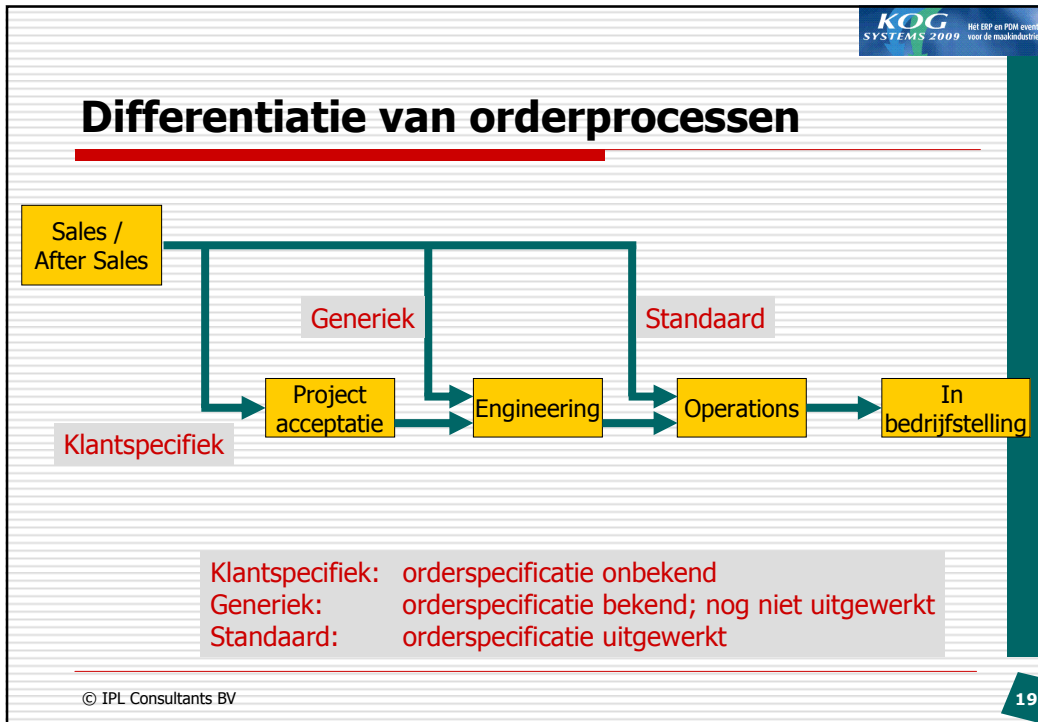 KOG
SYSTEMS 2009
Hét ERP en PDM event
voor de maakindustrie
Differentiatie van orderprocessen
Sales /
After Sales
Generiek
Standaard
Project
acceptatie
Engineering
Operations
In
bedrijfstelling
Klantspecifiek
Klantspecifiek: orderspecificatie onbekend
Generiek: orderspecificatie bekend; nog niet uitgewerkt
Standaard: orderspecificatie uitgewerkt
© IPL Consultants BV
19